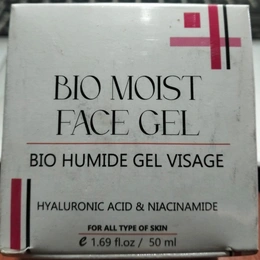 BIO MOIST
FACE GEL
BIO HUMIDE GEL VISAGE
HYALURONIC ACID & NIACINAMIDE
FOR ALL TYPE OF SKIN
℮ 1.69 fl.oz / 50 ml